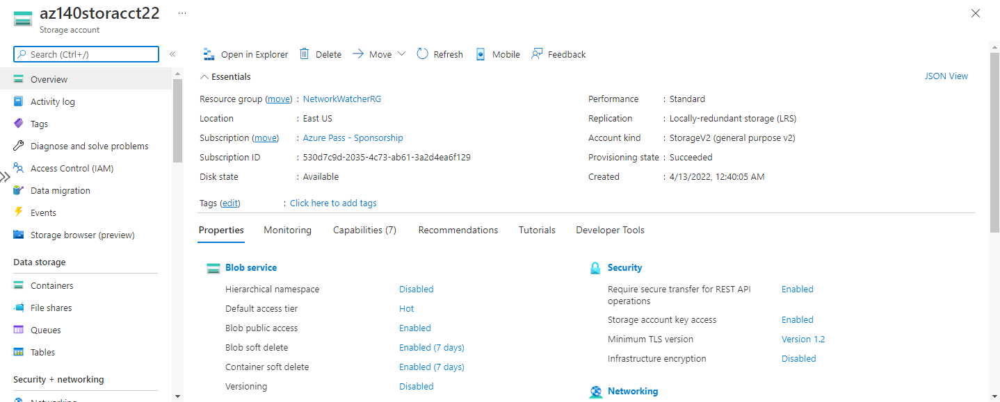 az140storacct22 ...
Storage account
Search (Ctrl+/)
«
Overview
Activity log
Tags
Diagnose and solve problems
Access Control (IAM)
Data migration
Events
Storage browser (preview)
Data storage
Containers
File shares
Queues
Tables
Security + networking
Networking
Open in Explorer Delete Move Refresh Mobile Feedback
Essentials
JSON View
Resource group (move) : NetworkWatcherRG
Location : East US
Subscription (move) : Azure Pass - Sponsorship
Subscription ID : 530d7c9d-2035-4c73-ab61-3a2d4ea6f129
Disk state : Available
Performance : Standard
Replication : Locally-redundant storage (LRS)
Account kind : StorageV2 (general purpose v2)
Provisioning state : Succeeded
Created : 4/13/2022, 12:40:05 AM
Tags (edit) : Click here to add tags
Properties Monitoring Capabilities (7) Recommendations Tutorials Developer Tools
Blob service
Hierarchical namespace Disabled
Default access tier Hot
Blob public access Enabled
Blob soft delete Enabled (7 days)
Container soft delete Enabled (7 days)
Versioning Disabled
Security
Require secure transfer for REST API Enabled
operations
Storage account key access Enabled
Minimum TLS version Version 1.2
Infrastructure encryption Disabled
Networking